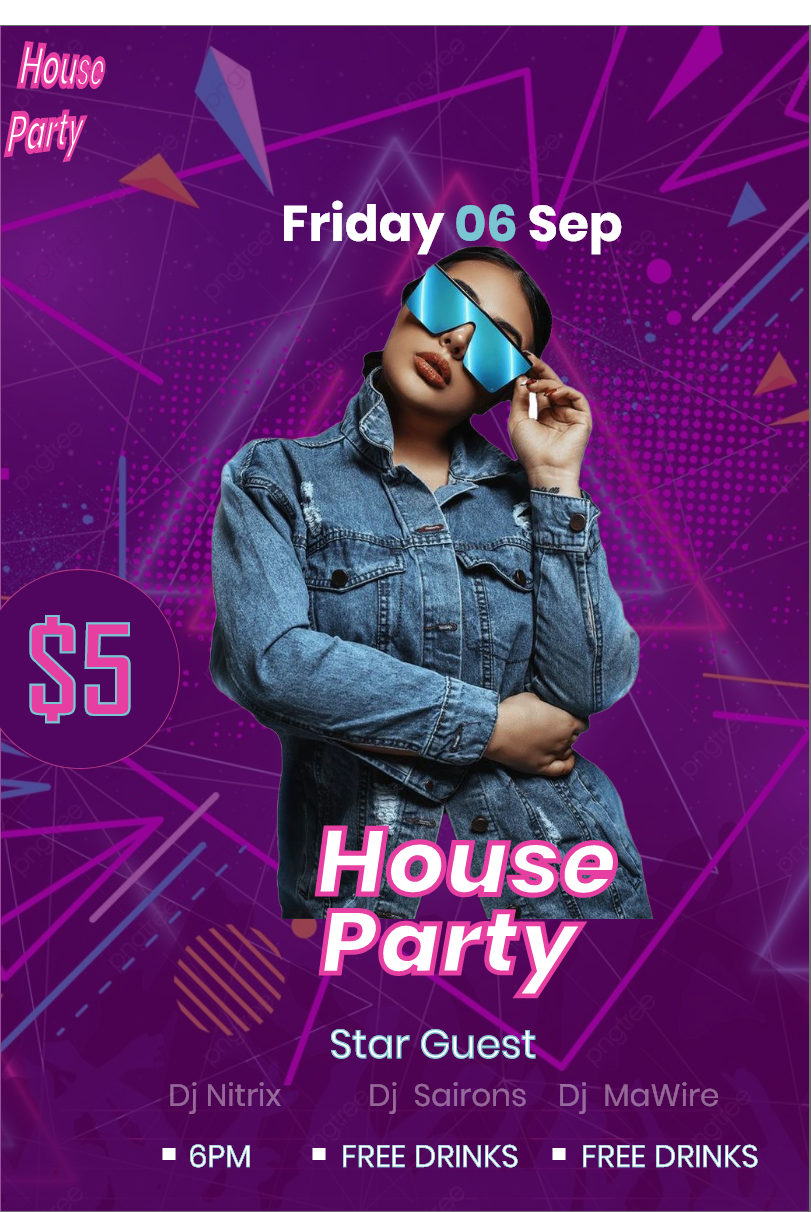 House
Party
Friday 06 Sep
$5
House
Party
Star Guest
Dj Nitrix Dj Sairons Dj MaWire
6PM FREE DRINKS FREE DRINKS
pngtree